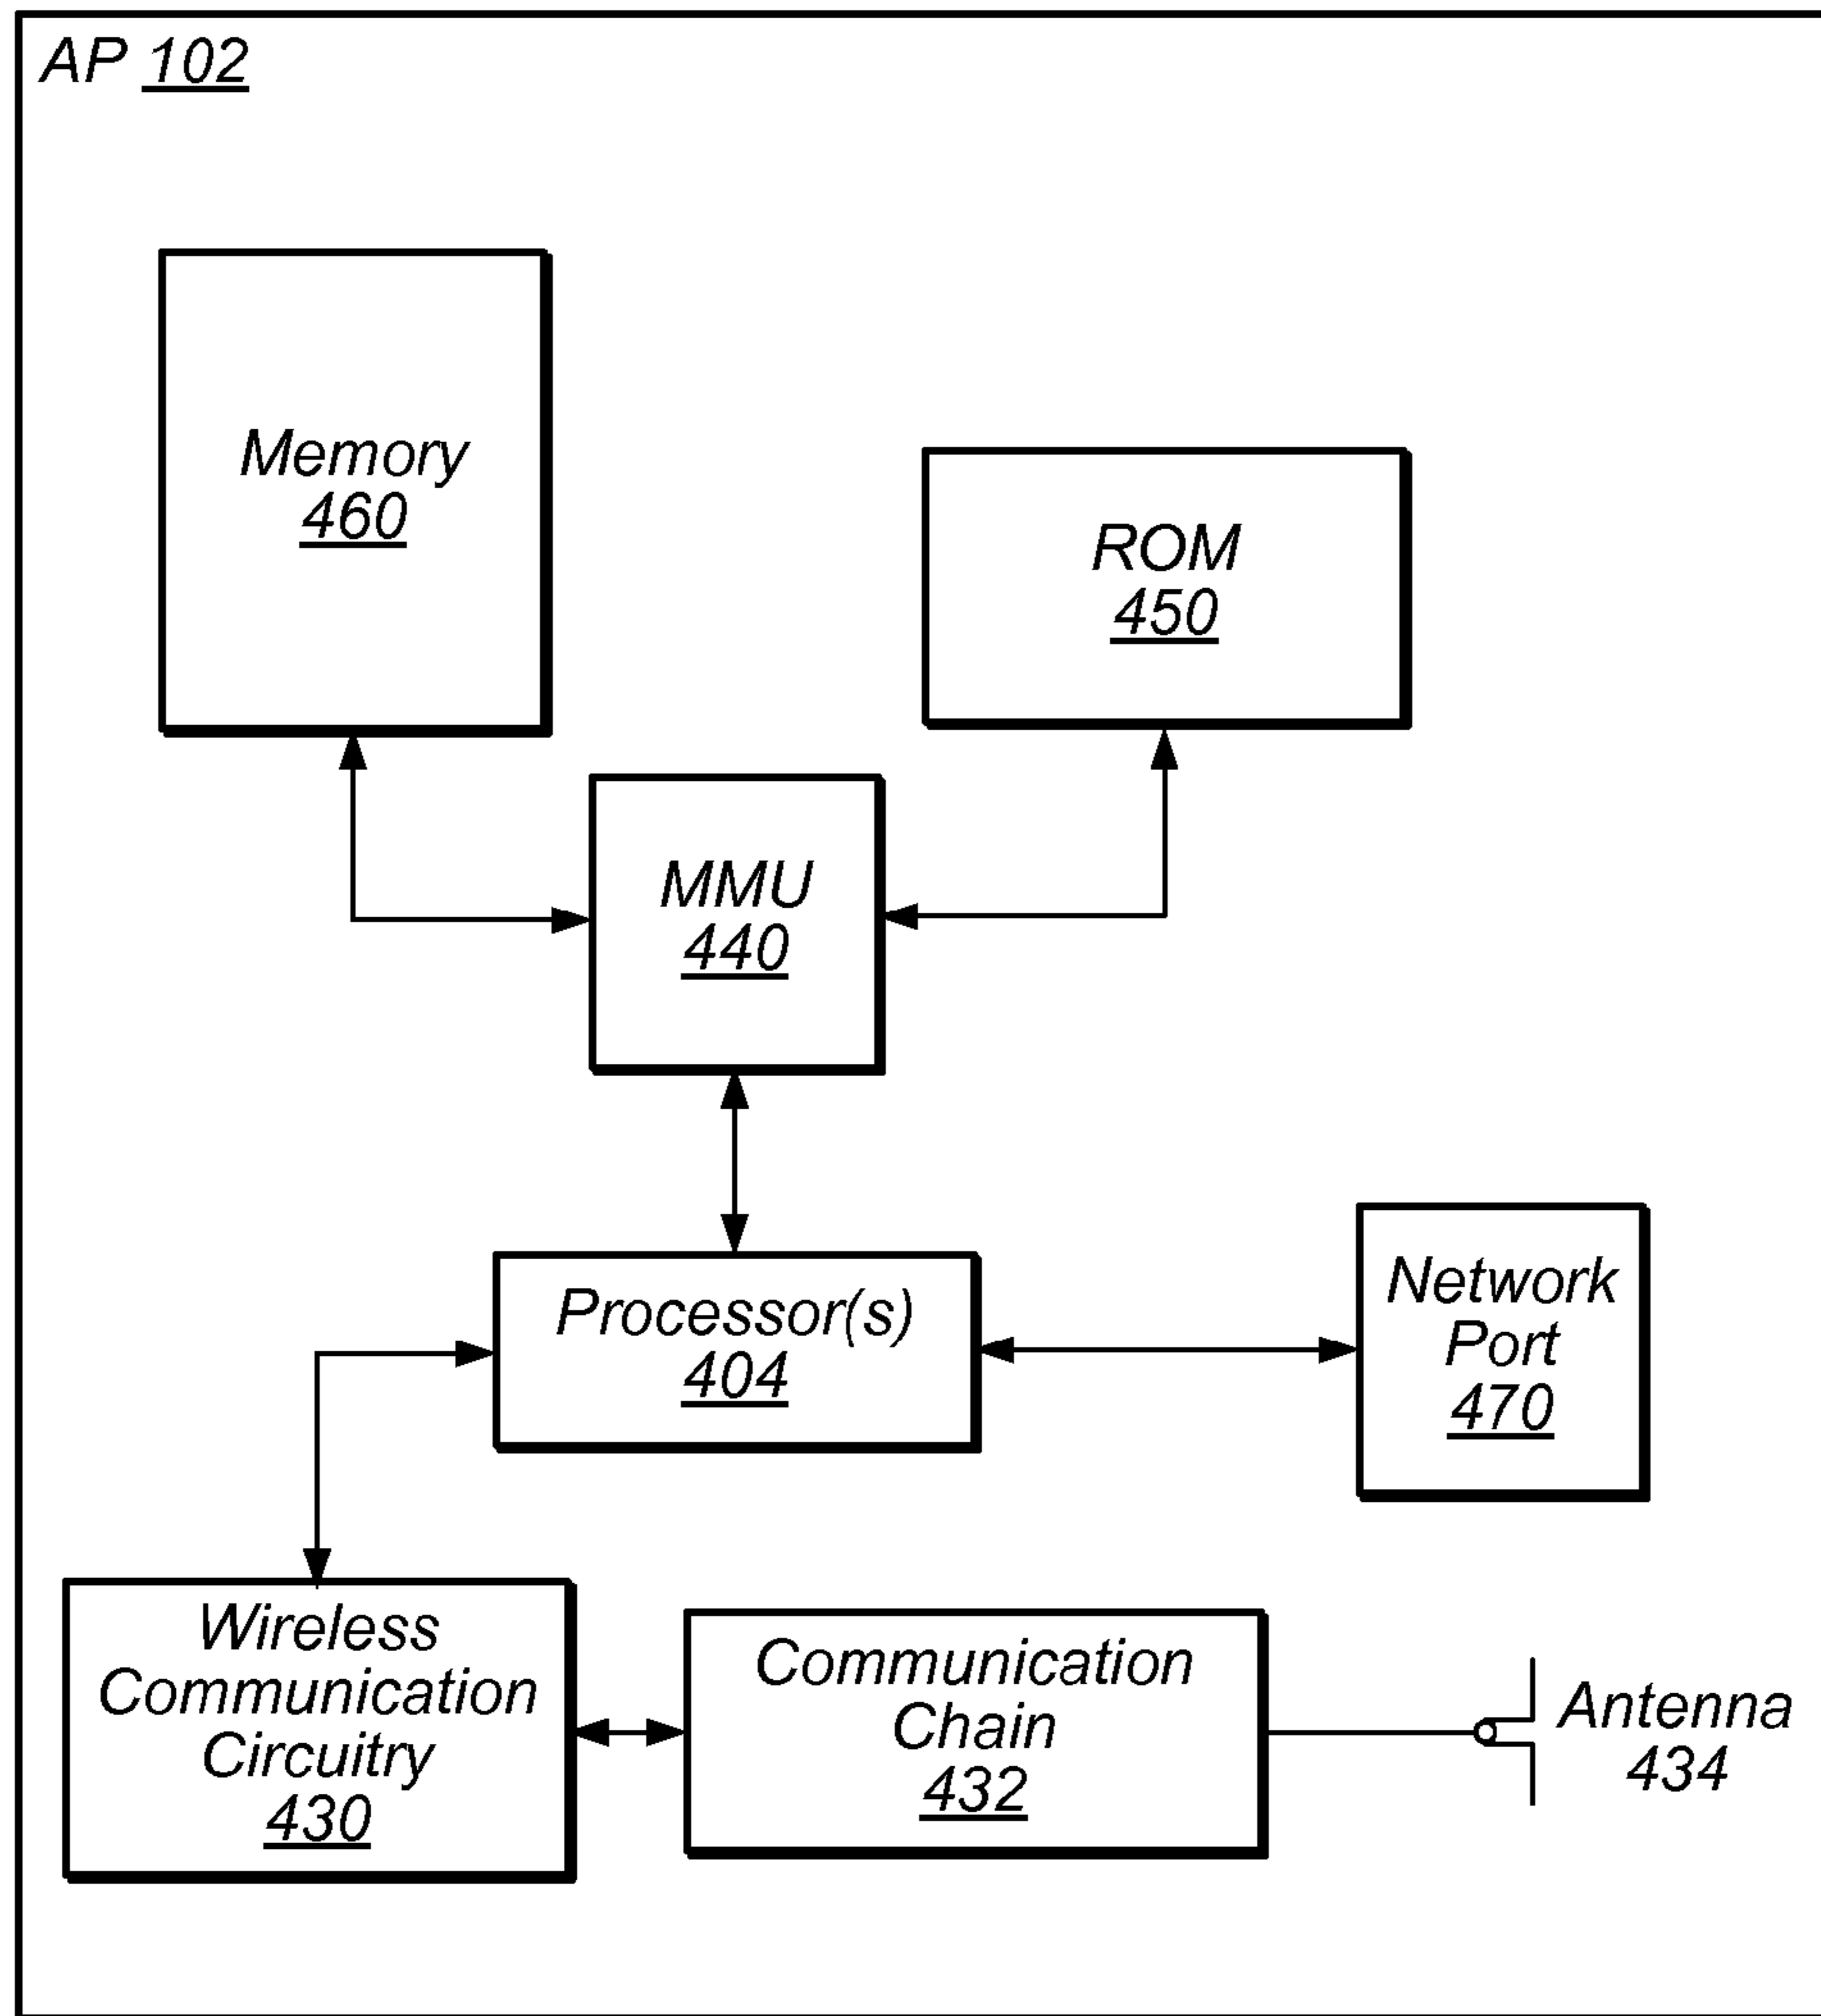 AP 102
Memory
460
ROM
450
MMU
440
Processor(s)
404
Network
Port
470
Wireless
Communication
Circuitry
430
Communication
Chain
432
Antenna
434